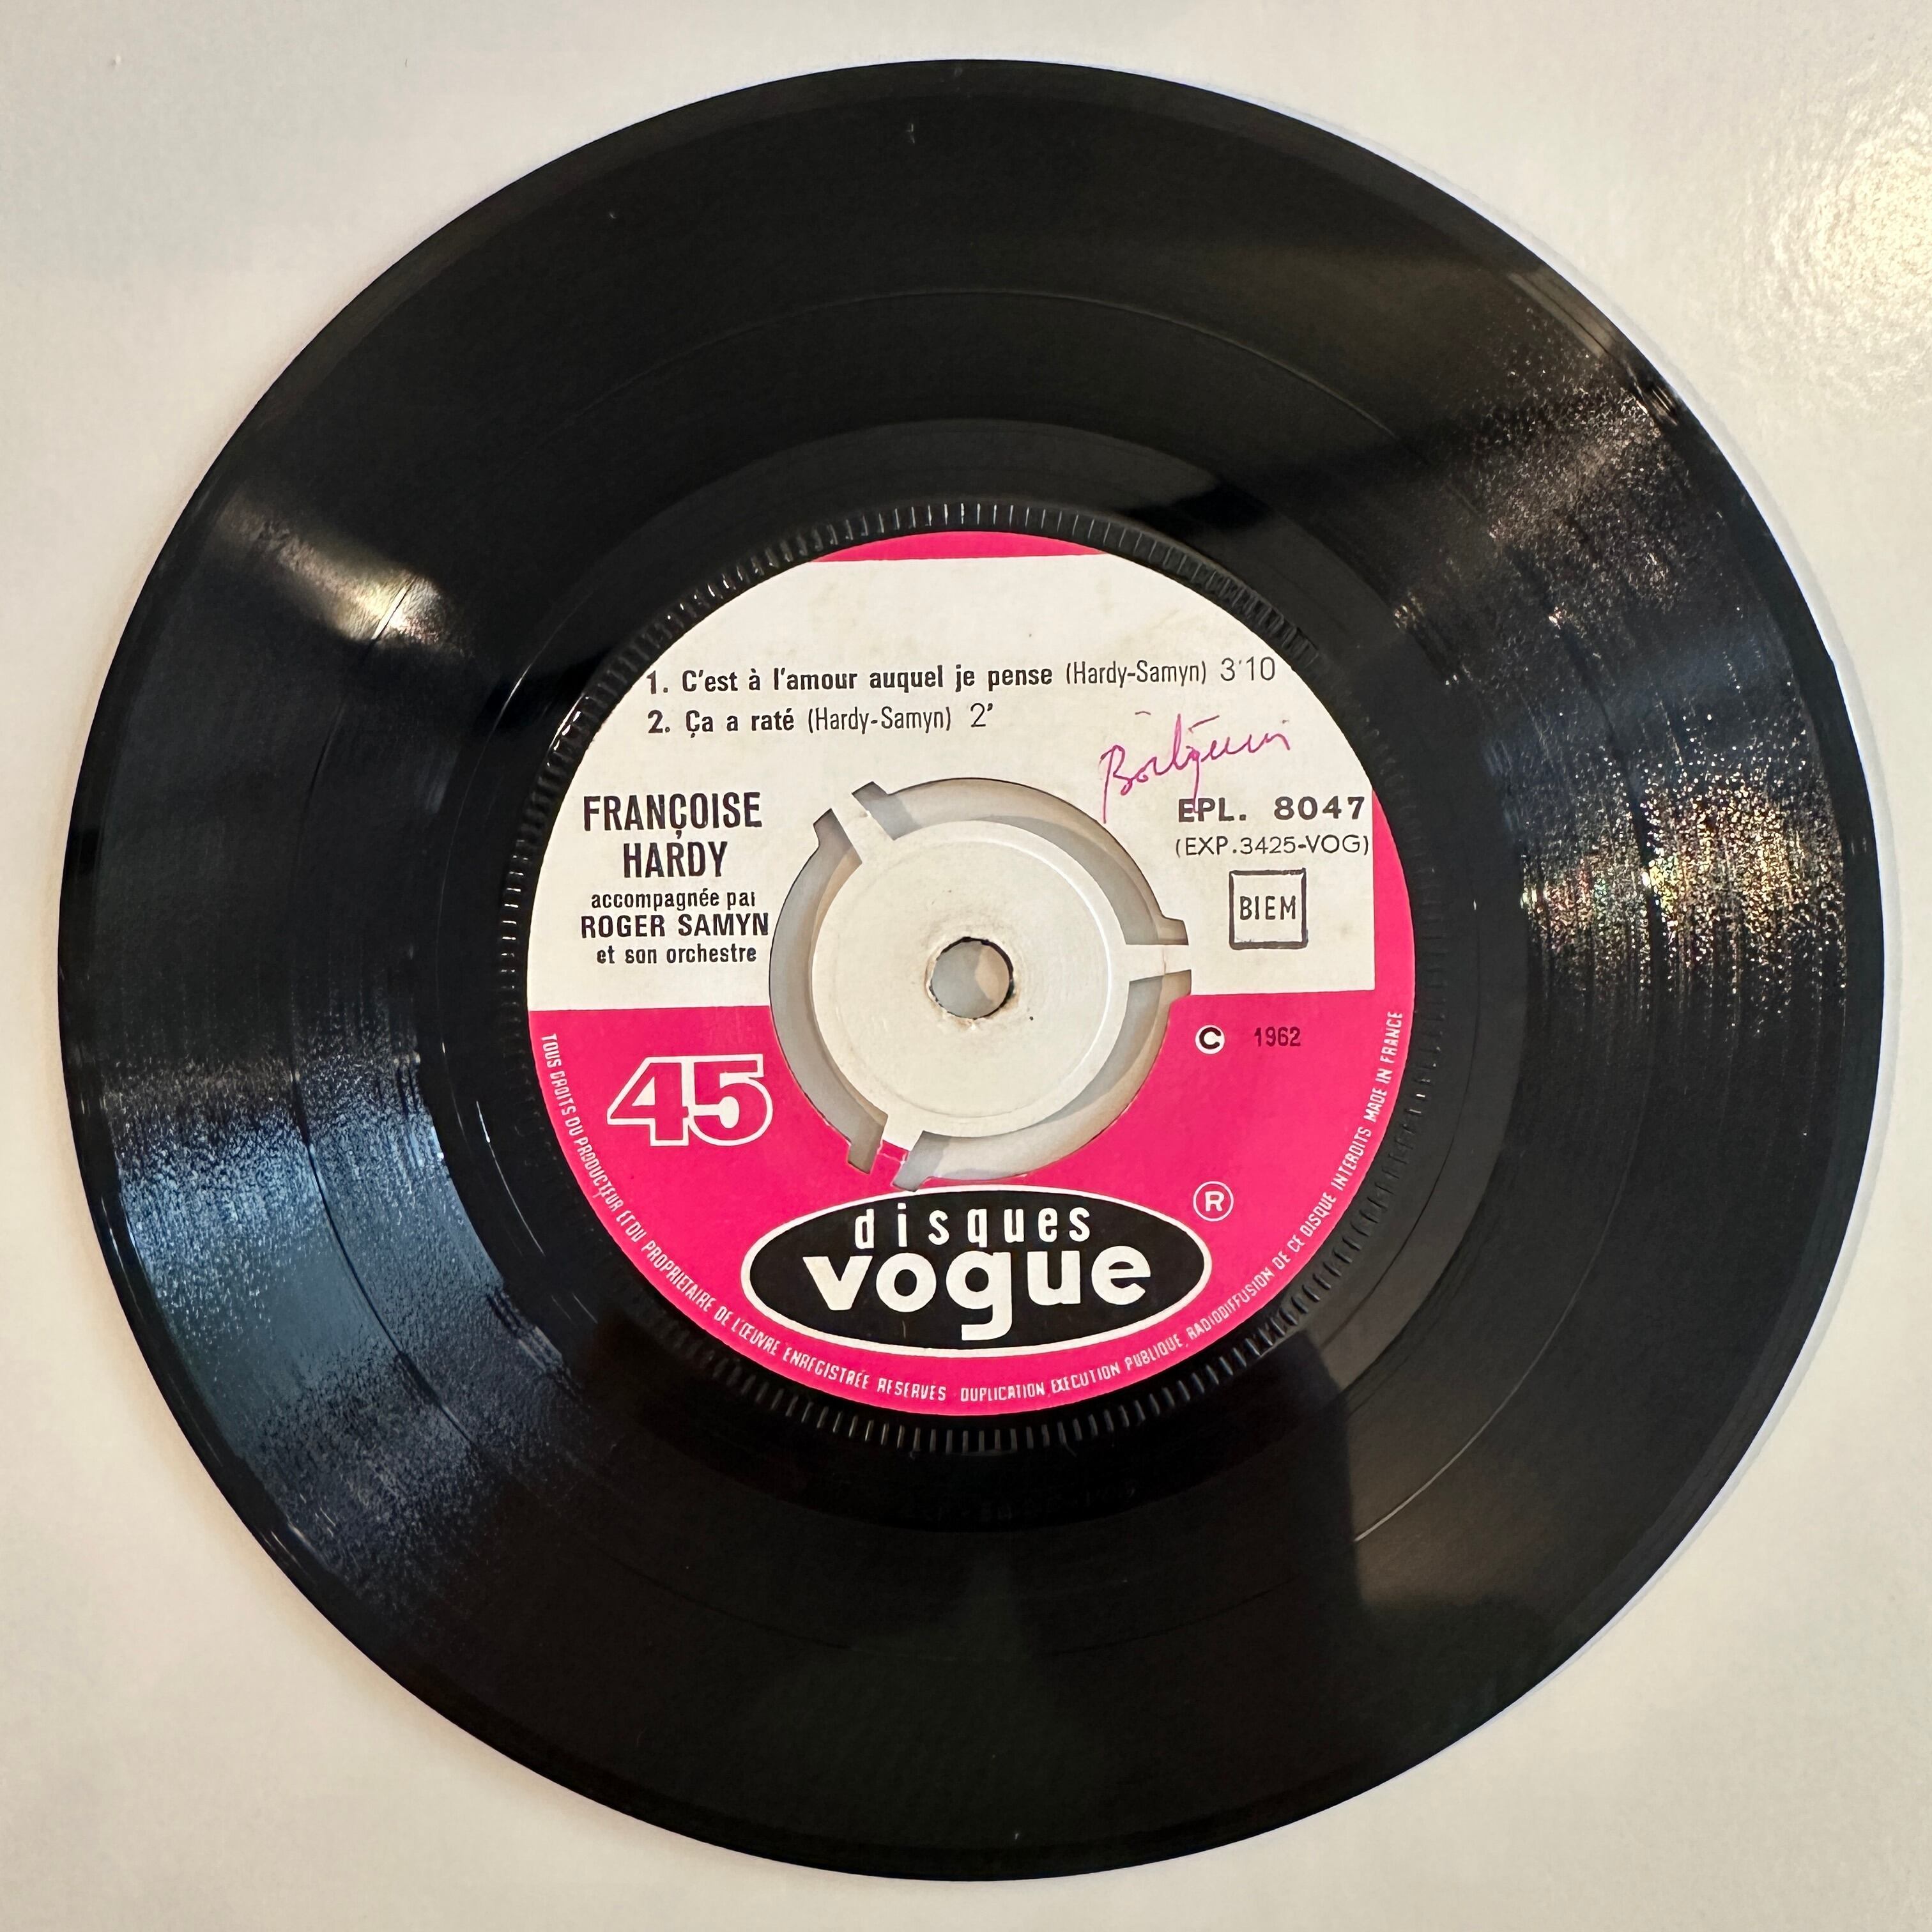 1. C'est à l'amour auquel je pense (Hardy-Samyn) 3'10
2. Ça a raté (Hardy-Samyn) 2'
FRANÇOISE
HARDY
accompagnée par
ROGER SAMYN
et son orchestre
EPL. 8047
(EXP.3425-VOG)
BIEM
45
© 1962
disques
vogue
®
TOUS DROITS DU PRODUCTEUR ET DU PROPRIETAIRE DE L'ŒUVRE ENREGISTRÉE RESERVÉS - DUPLICATION, EXECUTION PUBLIQUE, RADIODIFFUSION DE CE DISQUE INTERDITS MADE IN FRANCE